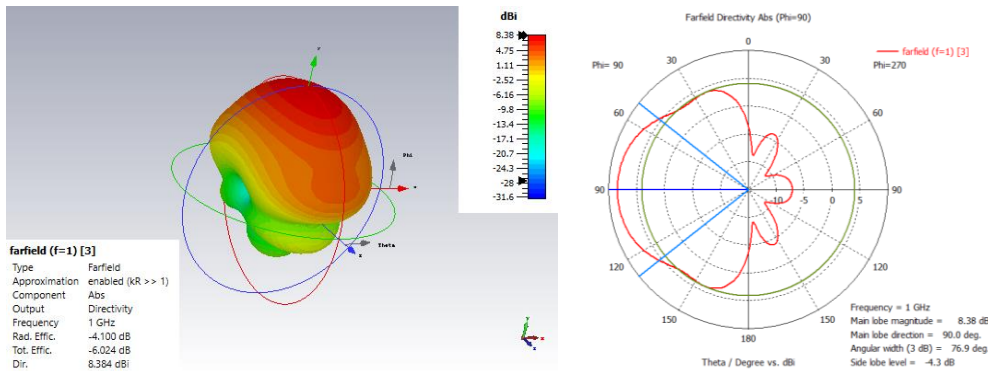 dBi
8.38
4.75
1.11
-2.52
-6.16
-9.8
-13.4
-17.1
-20.7
-24.3
-28
-31.6
y
Phi
x
Theta
z
y
x
z
farfield (f=1) [3]
Type Farfield
Approximation enabled (kR >> 1)
Component Abs
Output Directivity
Frequency 1 GHz
Rad. Effic. -4.100 dB
Tot. Effic. -6.024 dB
Dir. 8.384 dBi
Farfield Directivity Abs (Phi=90)
farfield (f=1) [3]
Phi= 90
Phi=270
0
30
30
60
60
90
-10
-5
0
5
90
120
120
150
150
180
Theta / Degree vs. dBi
Frequency = 1 GHz
Main lobe magnitude = 8.38 dB
Main lobe direction = 90.0 deg.
Angular width (3 dB) = 76.9 deg.
Side lobe level = -4.3 dB